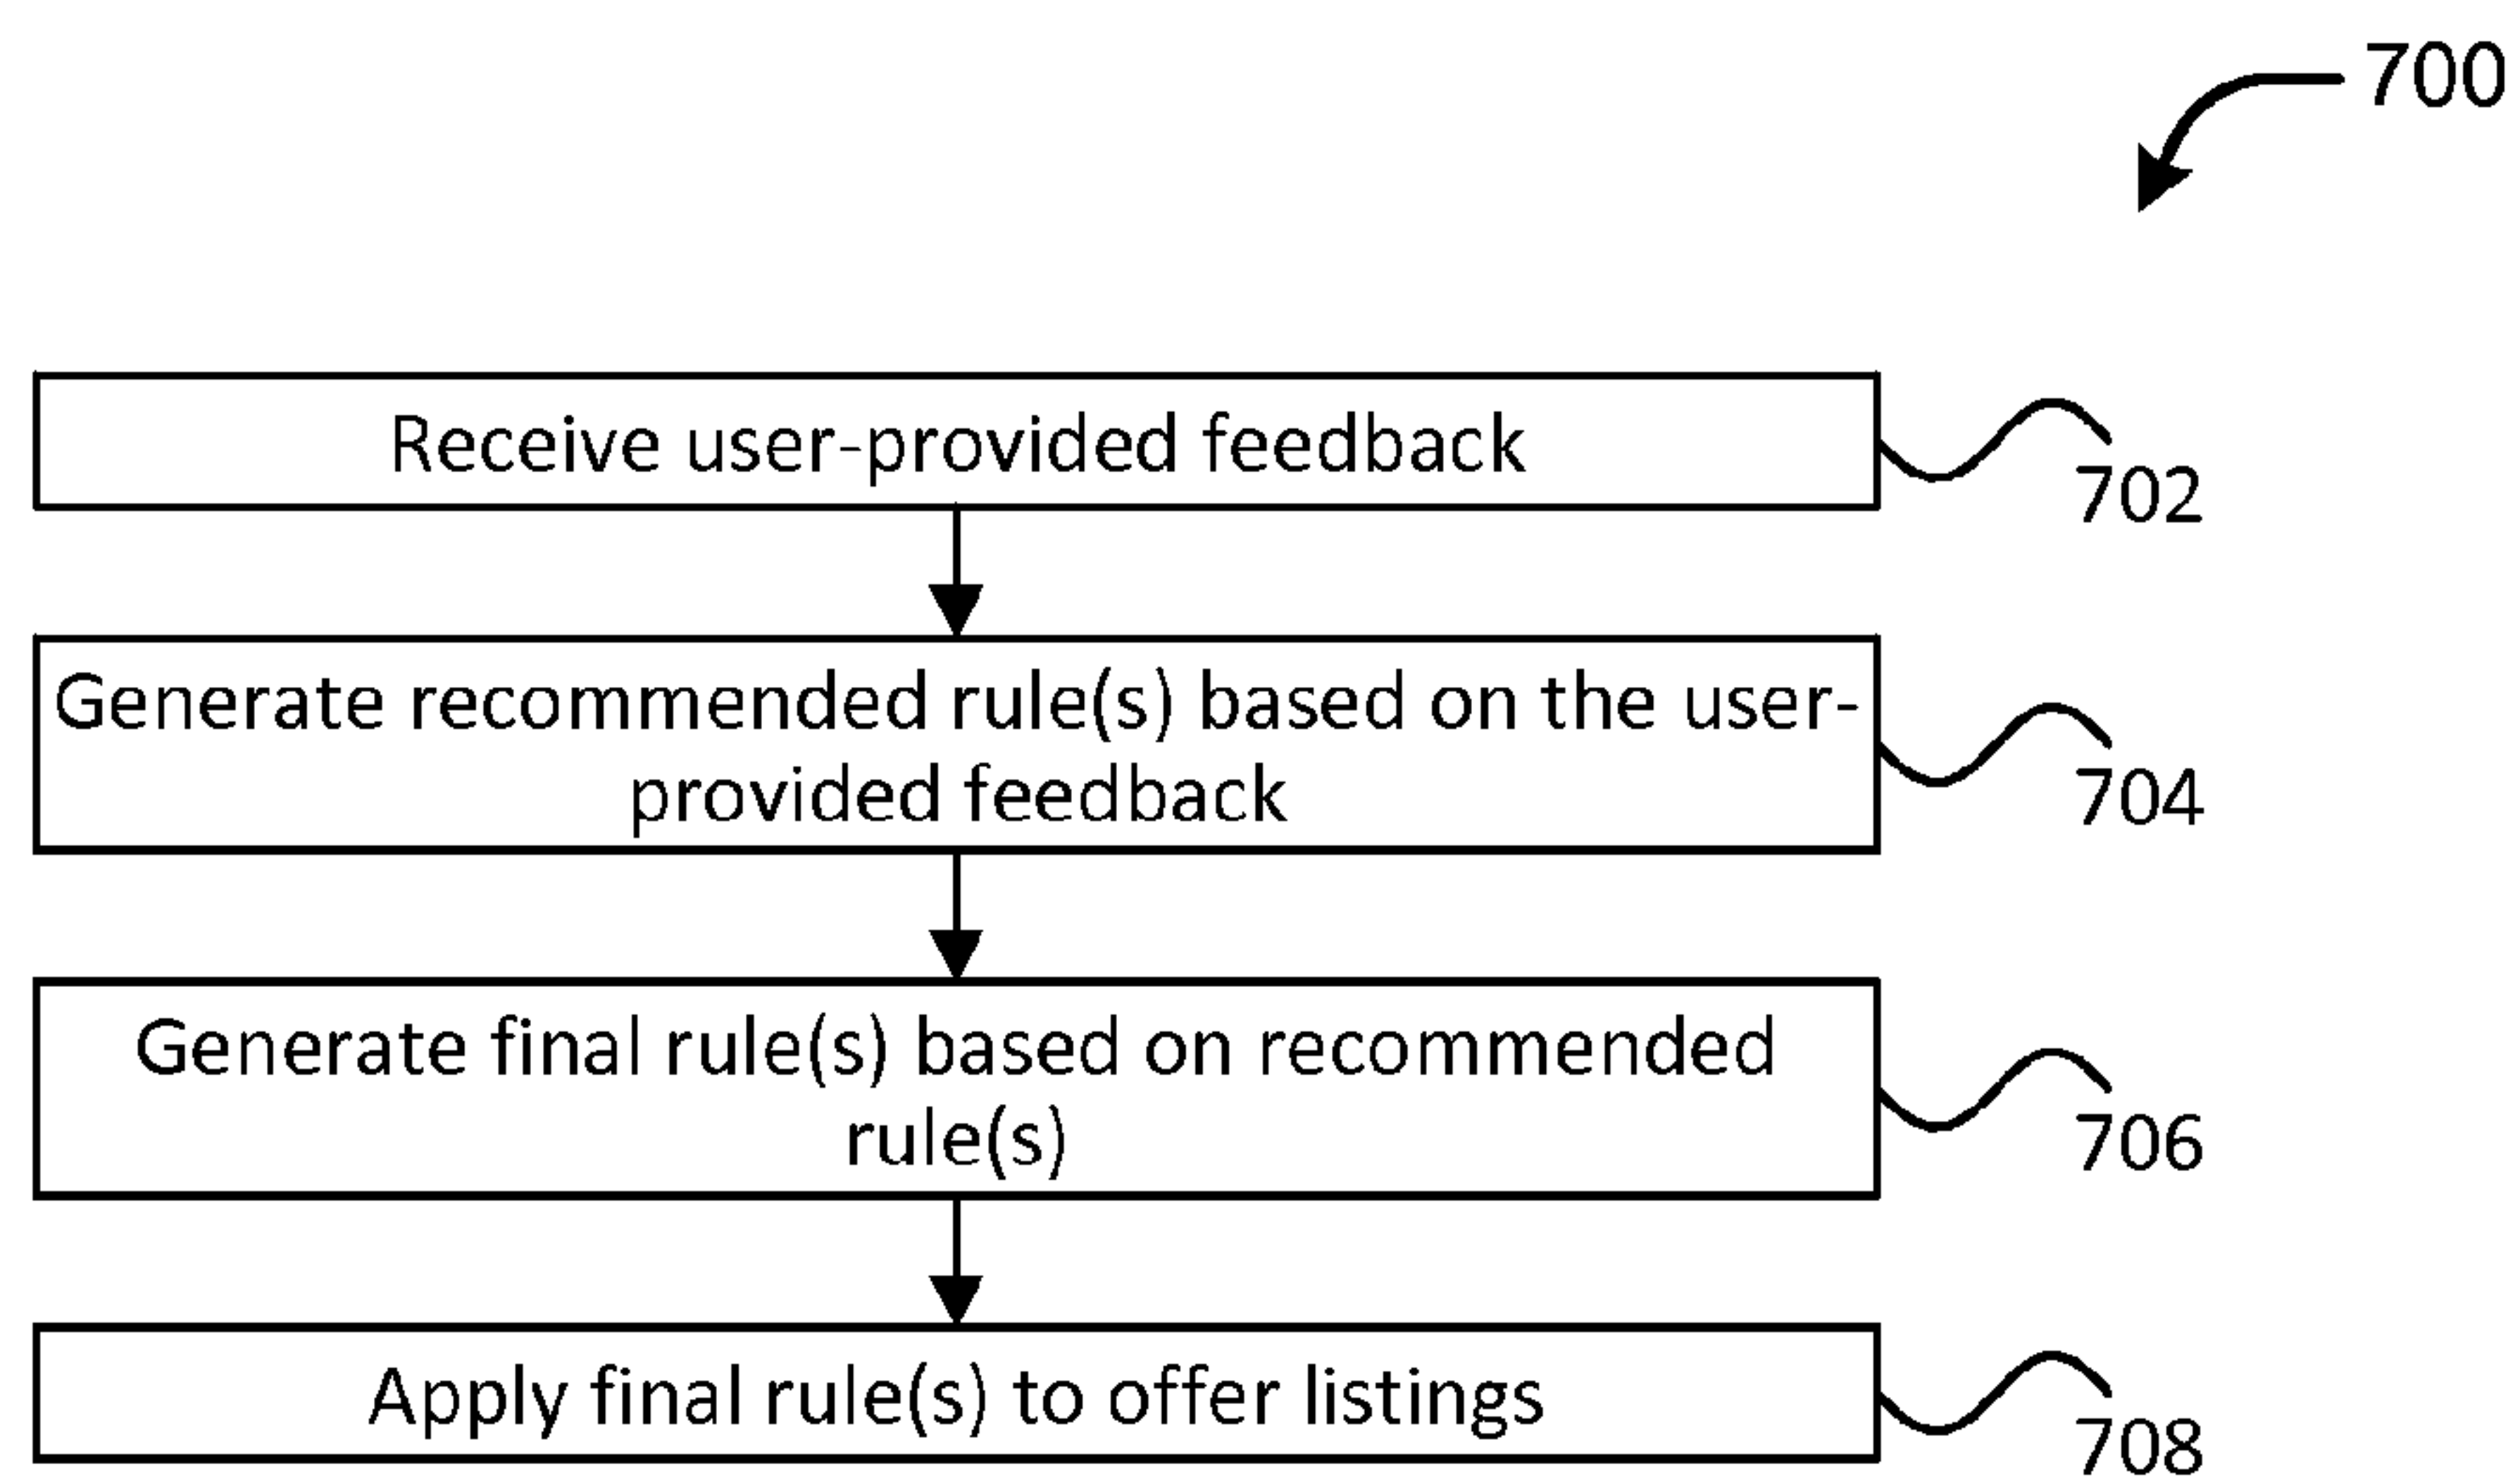 700
Receive user-provided feedback
702
Generate recommended rule(s) based on the user-
provided feedback
704
Generate final rule(s) based on recommended
rule(s)
706
Apply final rule(s) to offer listings
708